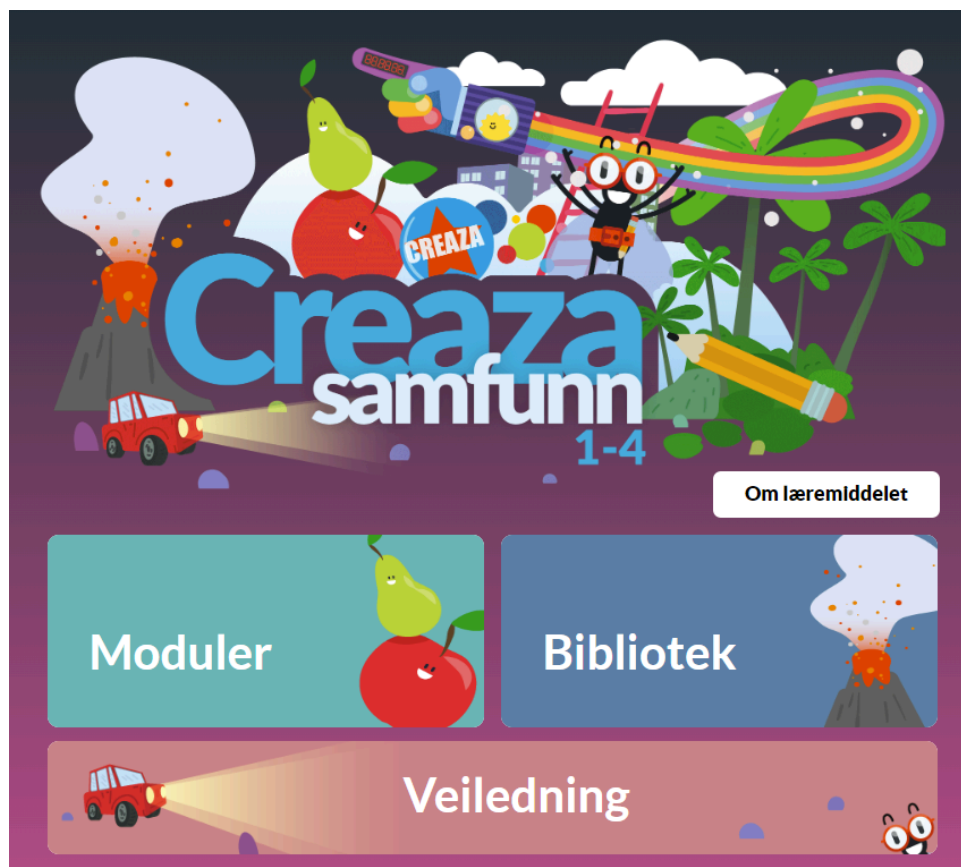 CREAZA
Creaza
samfunn
1-4
Om læremiddelet
Moduler
Bibliotek
Veiledning